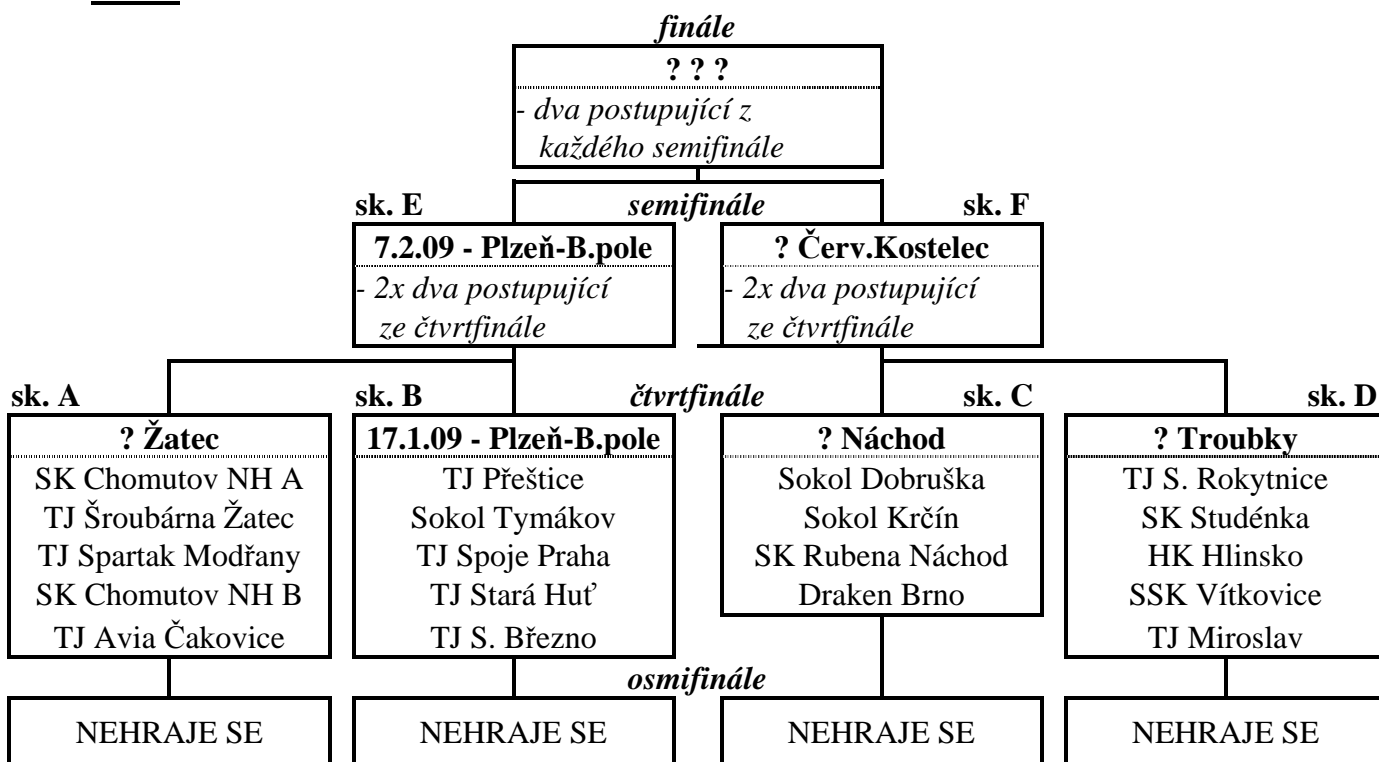 finále
? ? ?
- dva postupující z
každého semifinále
sk. E
semifinále
sk. F
7.2.09 - Plzeň-B.pole
- 2x dva postupující
ze čtvrtfinále
? Červ.Kostelec
- 2x dva postupující
ze čtvrtfinále
sk. A
sk. B
čtvrtfinále
sk. C
sk. D
? Žatec
SK Chomutov NH A
TJ Šroubárna Žatec
TJ Spartak Modřany
SK Chomutov NH B
TJ Avia Čakovice
17.1.09 - Plzeň-B.pole
TJ Přeštice
Sokol Tymákov
TJ Spoje Praha
TJ Stará Huť
TJ S. Březno
? Náchod
Sokol Dobruška
Sokol Krčín
SK Rubena Náchod
Draken Brno
? Troubky
TJ S. Rokytnice
SK Studénka
HK Hlinsko
SSK Vítkovice
TJ Miroslav
osmifinále
NEHRAJE SE
NEHRAJE SE
NEHRAJE SE
NEHRAJE SE